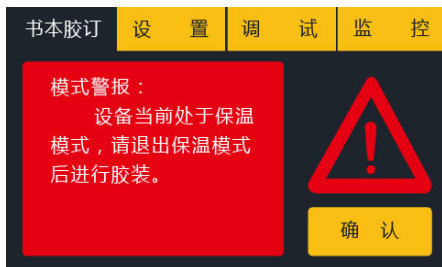 书本胶订 设 置 调 试 监 控
模式警报：
设备当前处于保温
模式，请退出保温模式
后进行胶装。
确 认